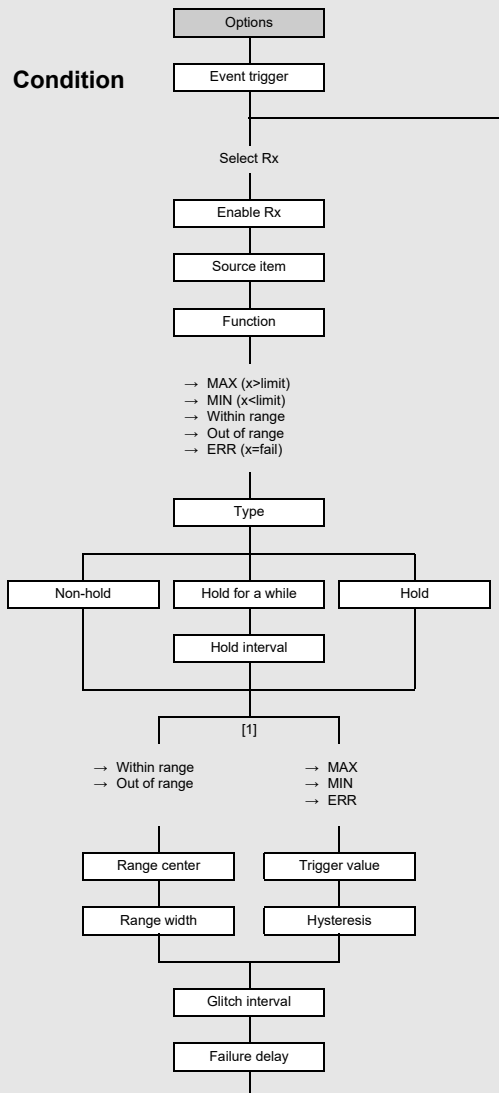 Options
Condition
Event trigger
Select Rx
Enable Rx
Source item
Function
→ MAX (x>limit)
→ MIN (x<limit)
→ Within range
→ Out of range
→ ERR (x=fail)
Type
Non-hold
Hold for a while
Hold
Hold interval
[1]
→ Within range
→ Out of range
→ MAX
→ MIN
→ ERR
Range center
Trigger value
Range width
Hysteresis
Glitch interval
Failure delay